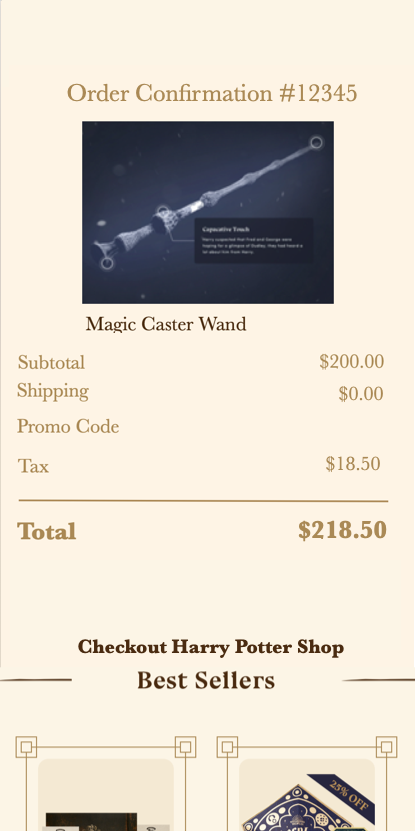 Order Confirmation #12345
Capacative Touch
Harry suspected that Fred and George were
hoping for a glimpse of Dudley; they had heard a
lot about him from Harry.
Magic Caster Wand
Subtotal $200.00
Shipping $0.00
Promo Code
Tax $18.50
Total $218.50
Checkout Harry Potter Shop
Best Sellers
25% OFF